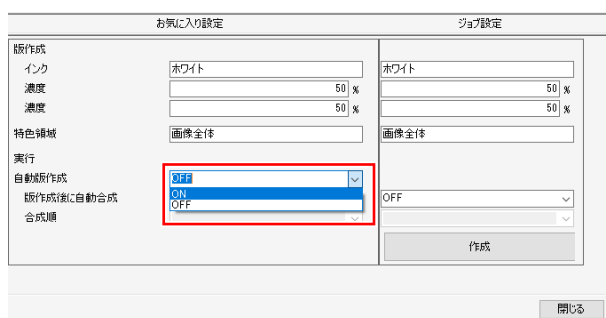 お気に入り設定 ジョブ設定
版作成
インク ホワイト ホワイト
濃度 50 % 50 %
濃度 50 % 50 %
特色領域 画像全体 画像全体
実行
自動版作成 OFF
ON
版作成後に自動合成 OFF OFF
合成順
作成
閉じる